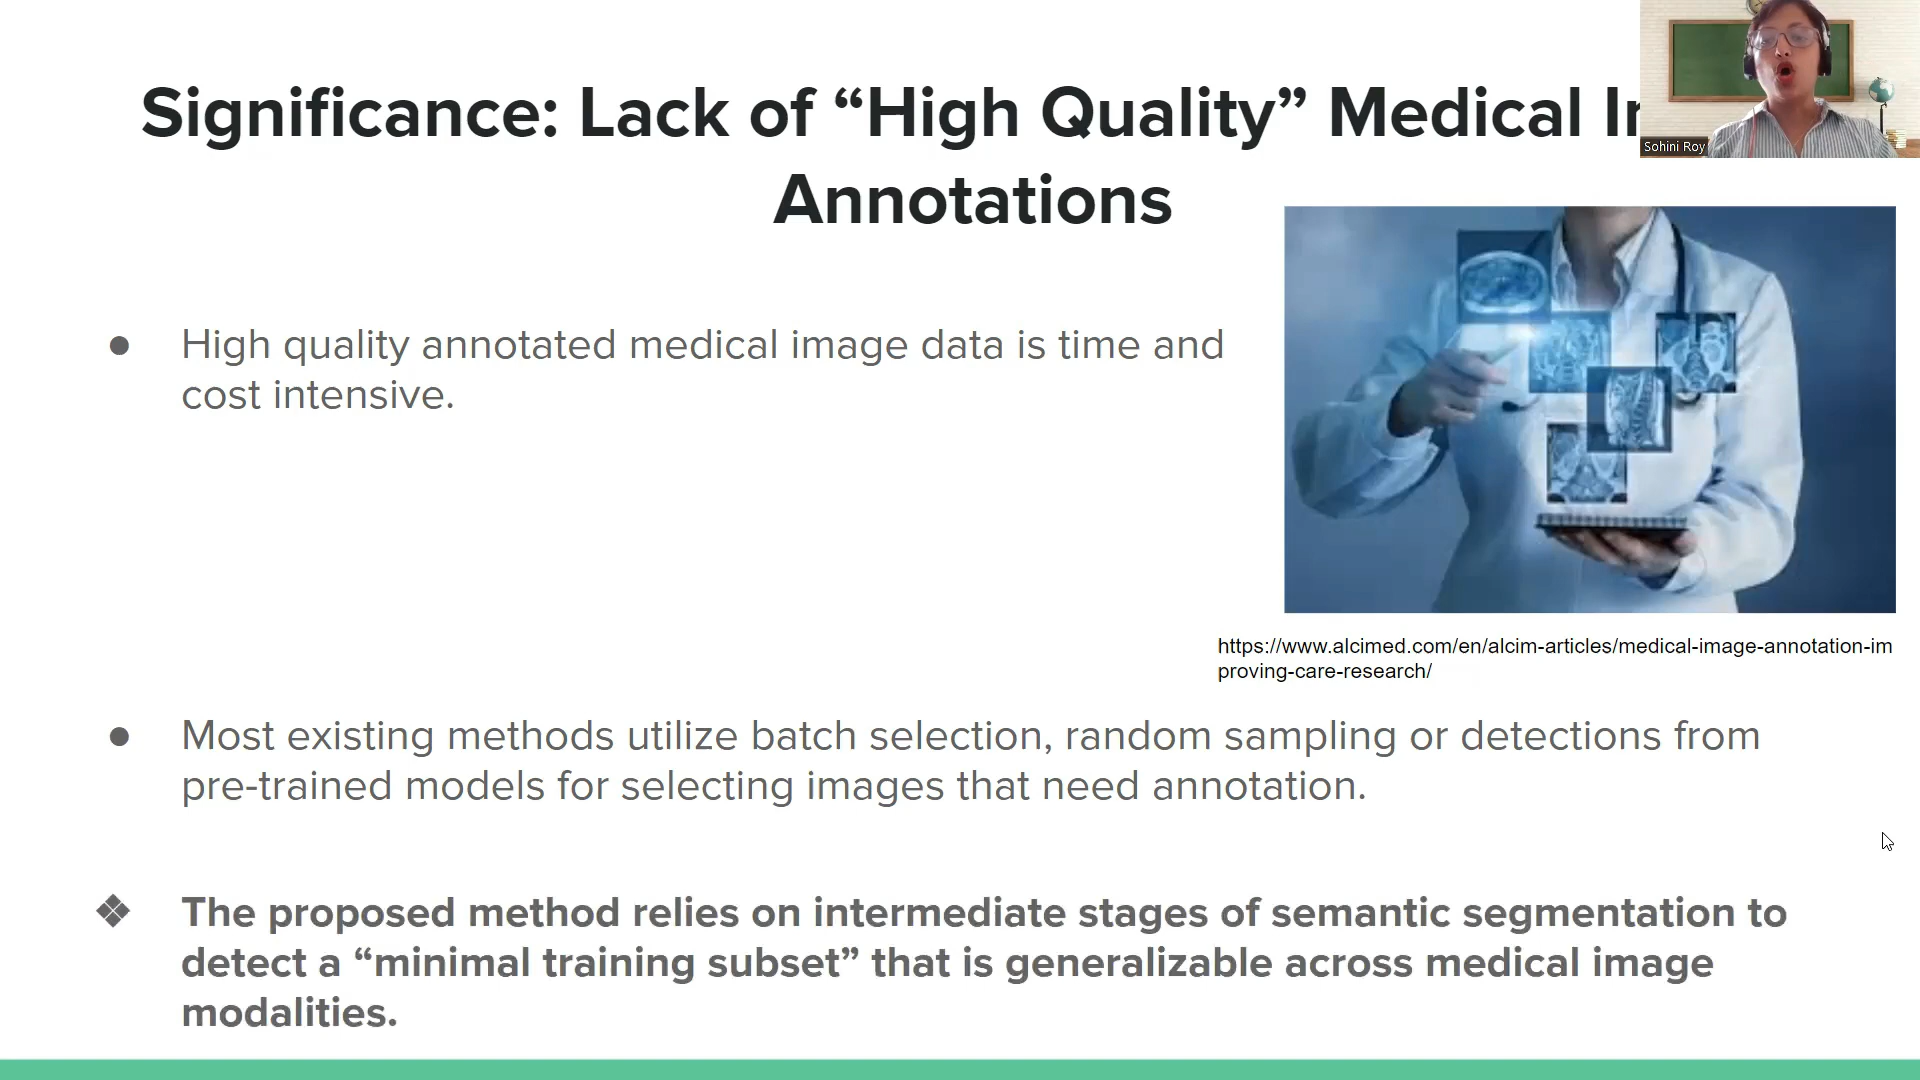 Significance: Lack of “High Quality” Medical
Annotations
Sohini Roy
● High quality annotated medical image data is time and
cost intensive.
https://www.alcimed.com/en/alcim-articles/medical-image-annotation-im
proving-care-research/
● Most existing methods utilize batch selection, random sampling or detections from
pre-trained models for selecting images that need annotation.
❖ The proposed method relies on intermediate stages of semantic segmentation to
detect a “minimal training subset” that is generalizable across medical image
modalities.